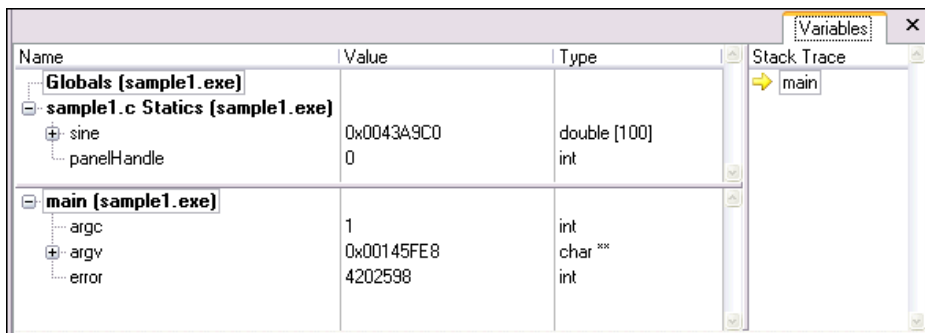 Variables
Name Value Type Stack Trace
Globals (sample1.exe) main
sample1.c Statics (sample1.exe)
sine 0x0043A9C0 double [100]
panelHandle 0 int
main (sample1.exe)
argc 1 int
argv 0x00145FE8 char **
error 4202598 int